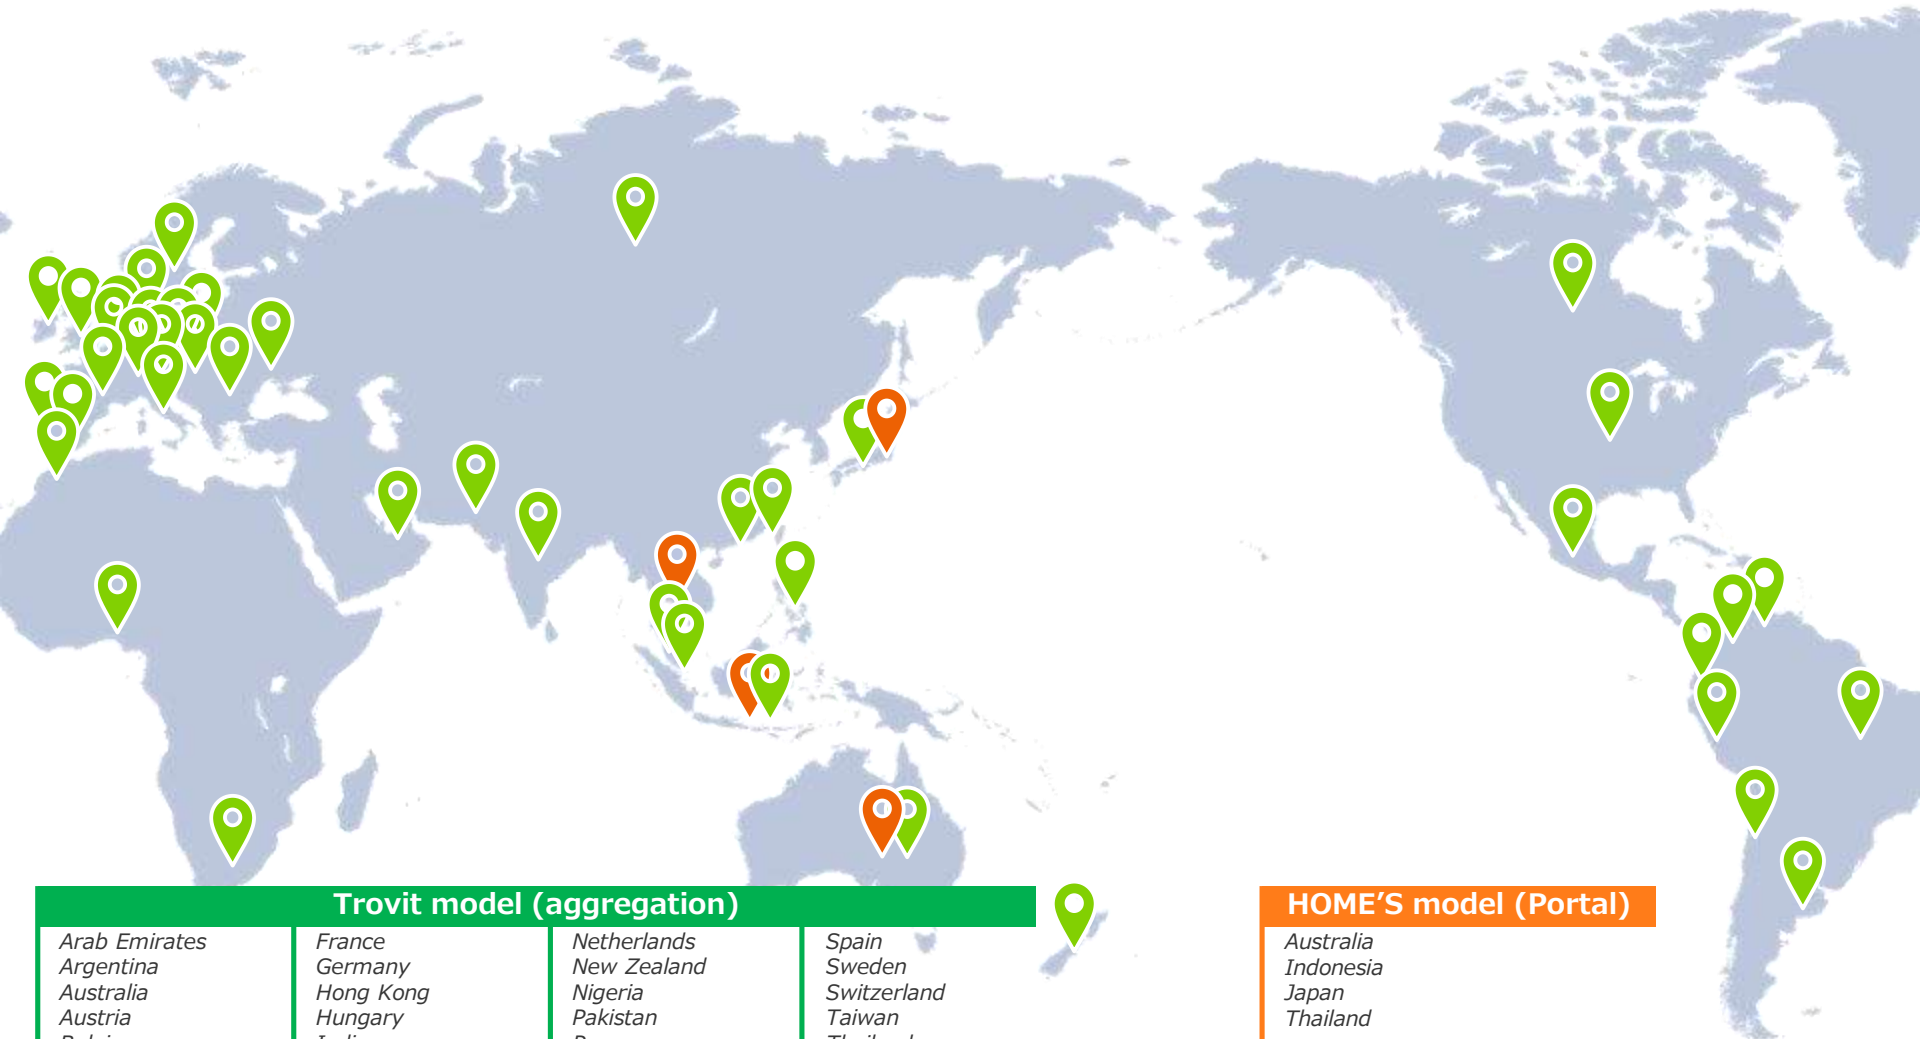 Trovit model (aggregation)
Arab Emirates
Argentina
Australia
Austria
France
Germany
Hong Kong
Hungary
Netherlands
New Zealand
Nigeria
Pakistan
Spain
Sweden
Switzerland
Taiwan
HOME'S model (Portal)
Australia
Indonesia
Japan
Thailand